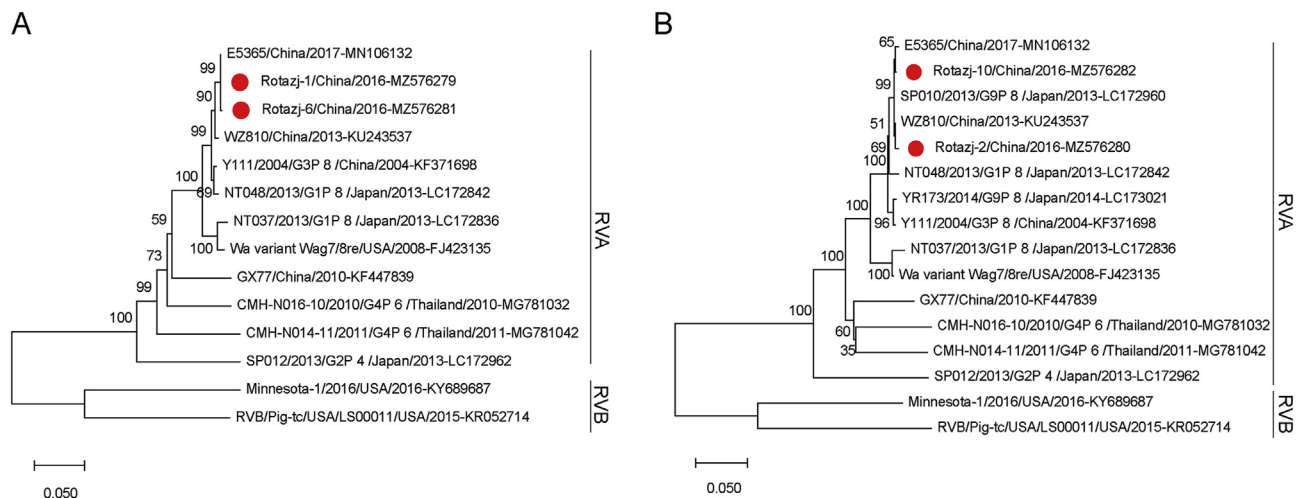 A
99
E5365/China/2017-MN106132
Rotazj-1/China/2016-MZ576279
90
Rotazj-6/China/2016-MZ576281
99
WZ810/China/2013-KU243537
Y111/2004/G3P 8 /China/2004-KF371698
100
69
NT048/2013/G1P 8 /Japan/2013-LC172842
59
NT037/2013/G1P 8 /Japan/2013-LC172836
100
Wa variant Wag7/8re/USA/2008-FJ423135
73
GX77/China/2010-KF447839
99
CMH-N016-10/2010/G4P 6 /Thailand/2010-MG781032
100
CMH-N014-11/2011/G4P 6 /Thailand/2011-MG781042
SP012/2013/G2P 4 /Japan/2013-LC172962
Minnesota-1/2016/USA/2016-KY689687
RVB/Pig-tc/USA/LS00011/USA/2015-KR052714
RVA
RVB
0.050
B
65
E5365/China/2017-MN106132
Rotazj-10/China/2016-MZ576282
99
SP010/2013/G9P 8 /Japan/2013-LC172960
51
WZ810/China/2013-KU243537
69
Rotazj-2/China/2016-MZ576280
100
NT048/2013/G1P 8 /Japan/2013-LC172842
YR173/2014/G9P 8 /Japan/2014-LC173021
100
96
Y111/2004/G3P 8 /China/2004-KF371698
NT037/2013/G1P 8 /Japan/2013-LC172836
100
100
Wa variant Wag7/8re/USA/2008-FJ423135
GX77/China/2010-KF447839
100
60
CMH-N016-10/2010/G4P 6 /Thailand/2010-MG781032
35
CMH-N014-11/2011/G4P 6 /Thailand/2011-MG781042
SP012/2013/G2P 4 /Japan/2013-LC172962
Minnesota-1/2016/USA/2016-KY689687
RVB/Pig-tc/USA/LS00011/USA/2015-KR052714
RVA
RVB
0.050